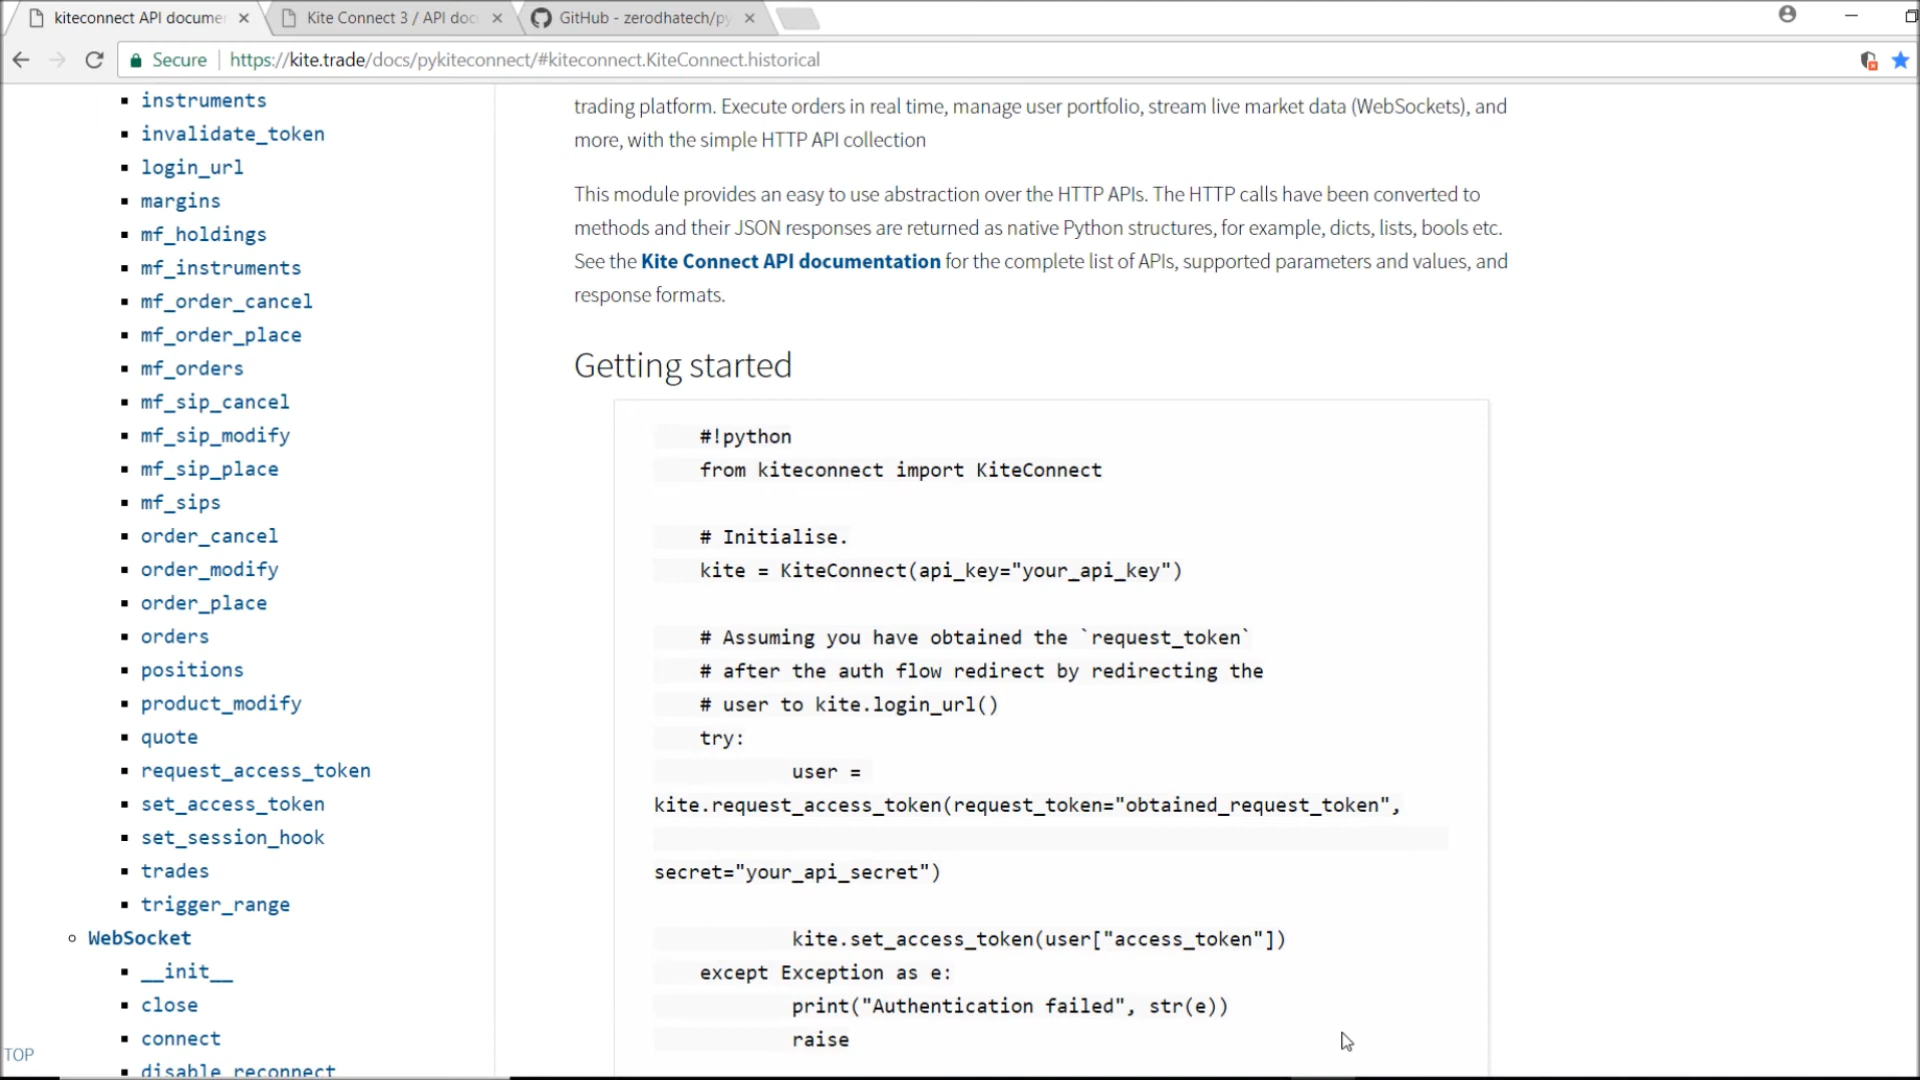 kiteconnect API documen
Kite Connect 3 / API doc
GitHub - zerodhatech/py
Secure
https://kite.trade/docs/pykiteconnect/#kiteconnect.KiteConnect.historical
instruments
invalidate_token
login_url
margins
mf_holdings
mf_instruments
mf_order_cancel
mf_order_place
mf_orders
mf_sip_cancel
mf_sip_modify
mf_sip_place
mf_sips
order_cancel
order_modify
order_place
orders
positions
product_modify
quote
request_access_token
set_access_token
set_session_hook
trades
trigger_range
WebSocket
__init__
close
connect
disable_reconnect
TOP
trading platform. Execute orders in real time, manage user portfolio, stream live market data (WebSockets), and
more, with the simple HTTP API collection
This module provides an easy to use abstraction over the HTTP APIs. The HTTP calls have been converted to
methods and their JSON responses are returned as native Python structures, for example, dicts, lists, bools etc.
See the Kite Connect API documentation for the complete list of APIs, supported parameters and values, and
response formats.
Getting started
#!python
from kiteconnect import KiteConnect
# Initialise.
kite = KiteConnect(api_key="your_api_key")
# Assuming you have obtained the `request_token`
# after the auth flow redirect by redirecting the
# user to kite.login_url()
try:
user =
kite.request_access_token(request_token="obtained_request_token",
secret="your_api_secret")
kite.set_access_token(user["access_token"])
except Exception as e:
print("Authentication failed", str(e))
raise